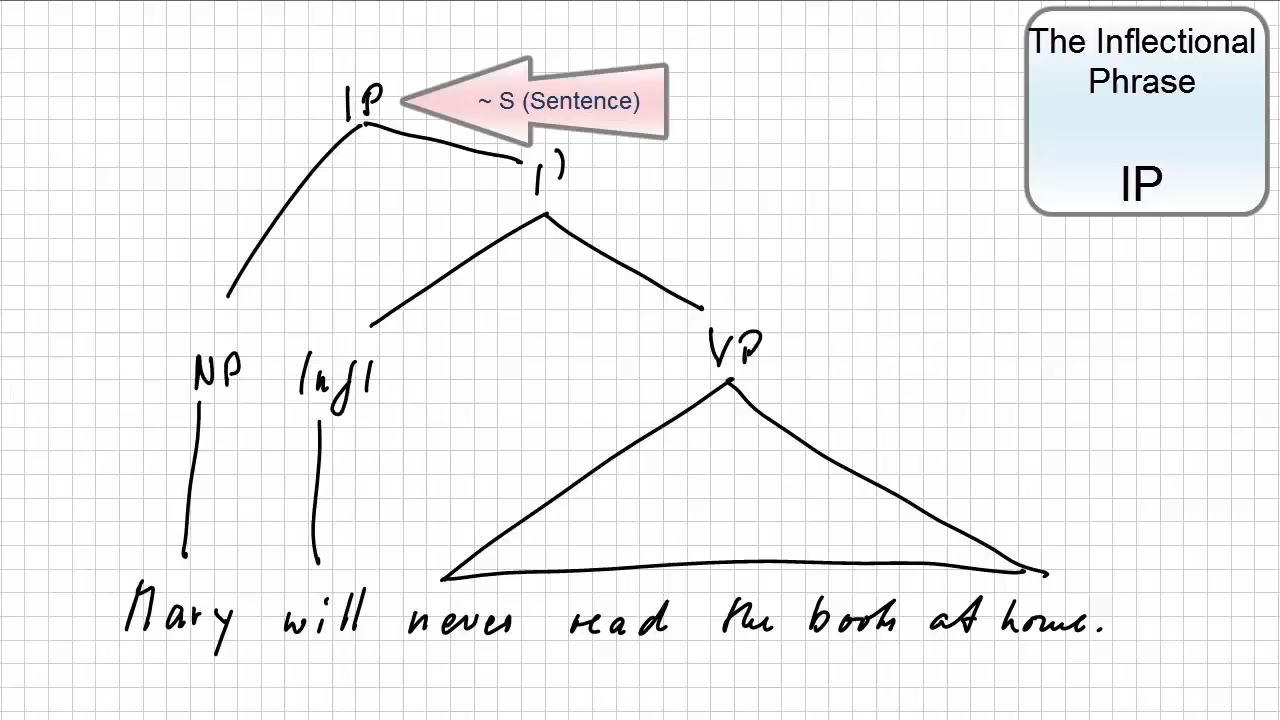 The Inflectional
Phrase
IP
IP
~ S (Sentence)
I'
NP
Infl
VP
Mary will never read the book at home.